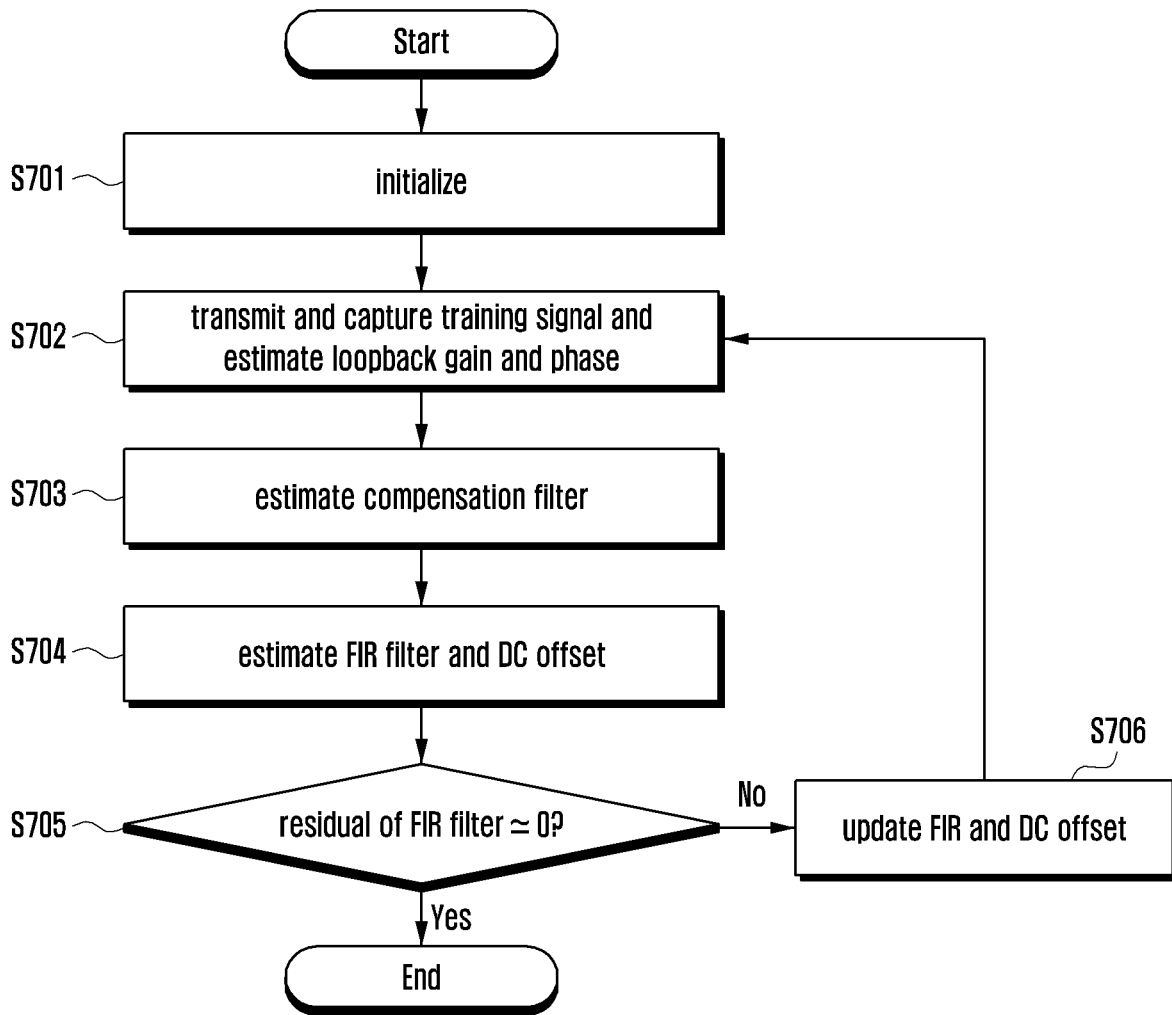 Start
S701
initialize
S702
transmit and capture training signal and
estimate loopback gain and phase
S703
estimate compensation filter
S704
estimate FIR filter and DC offset
S705
residual of FIR filter ≃ 0?
No
S706
update FIR and DC offset
Yes
End